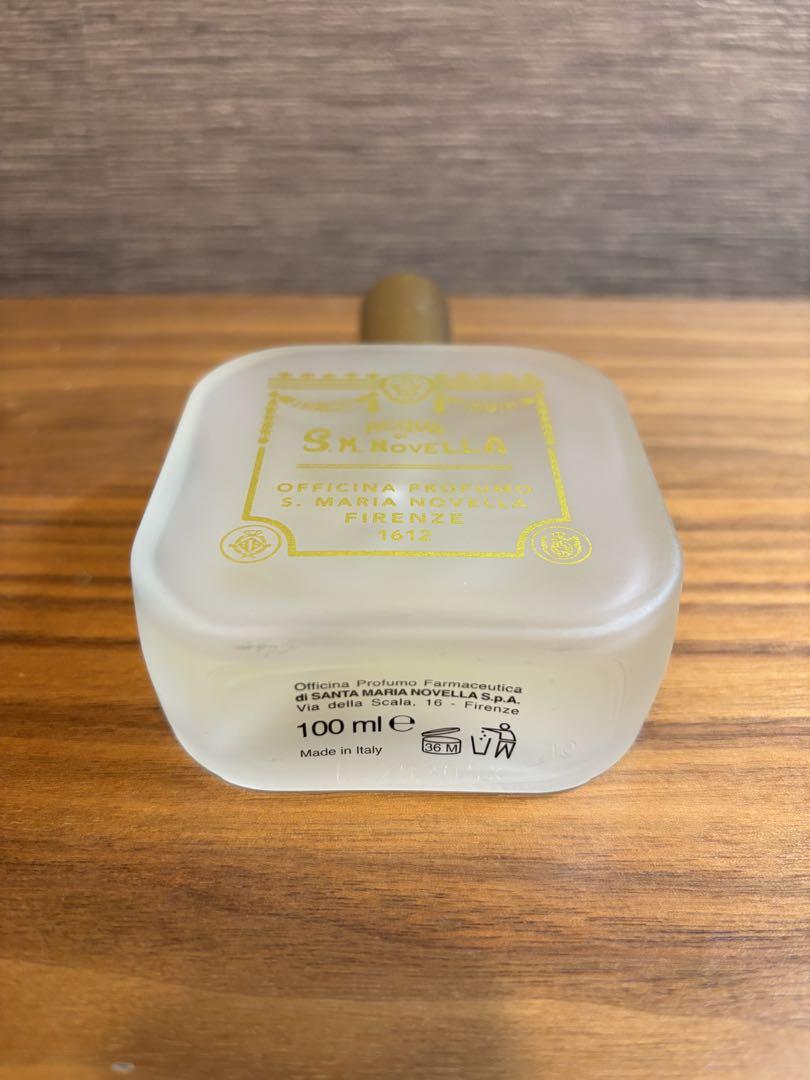 ACQUA
DI
S.M. NOVELLA
OFFICINA PROFUMO
S. MARIA NOVELLA
FIRENZE
1612
Officina Profumo Farmaceutica
di SANTA MARIA NOVELLA S.p.A.
Via della Scala, 16 - Firenze
100 ml ℮
36 M
Made in Italy